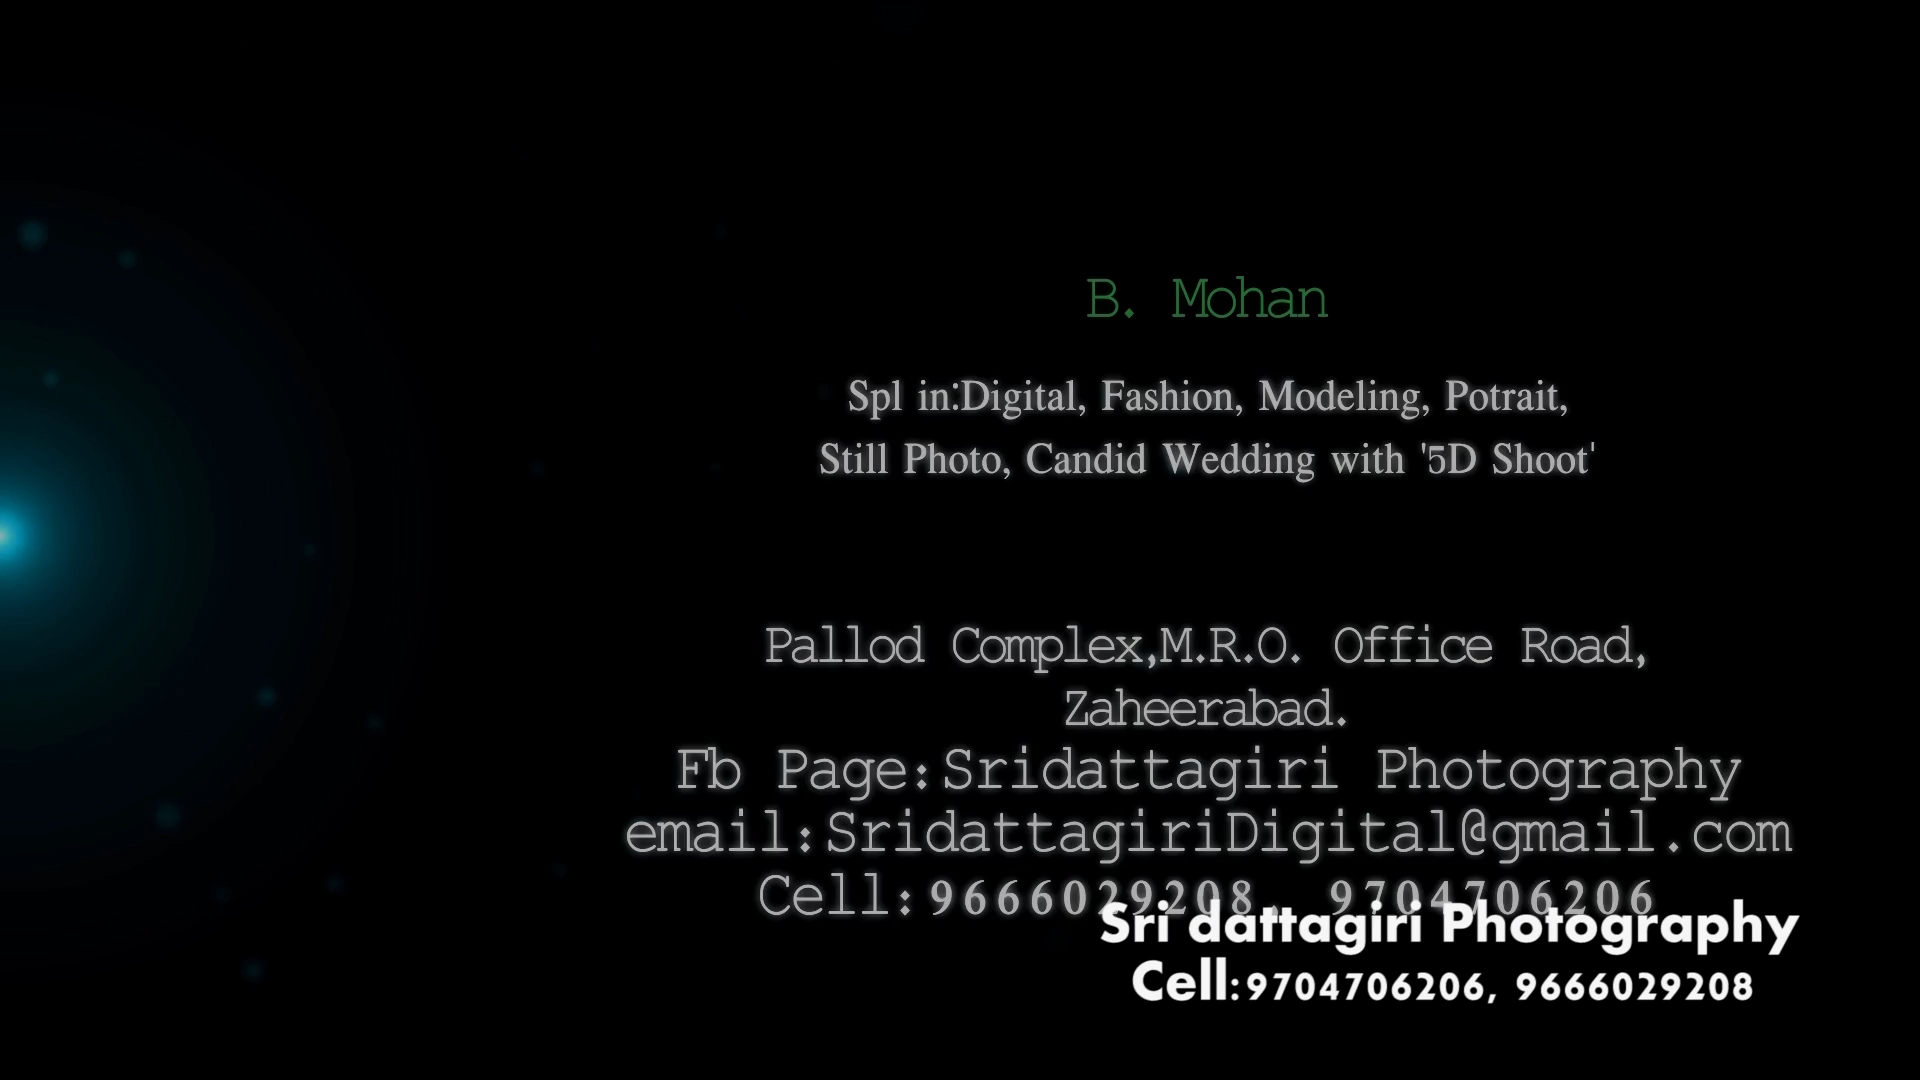 B. Mohan
Spl in:Digital, Fashion, Modeling, Potrait,
Still Photo, Candid Wedding with '5D Shoot'
Pallod Complex,M.R.O. Office Road,
Zaheerabad.
Fb Page:Sridattagiri Photography
email:SridattagiriDigital@gmail.com
Cell:9666029208, 9704706206
Sri dattagiri Photography
Cell:9704706206, 9666029208